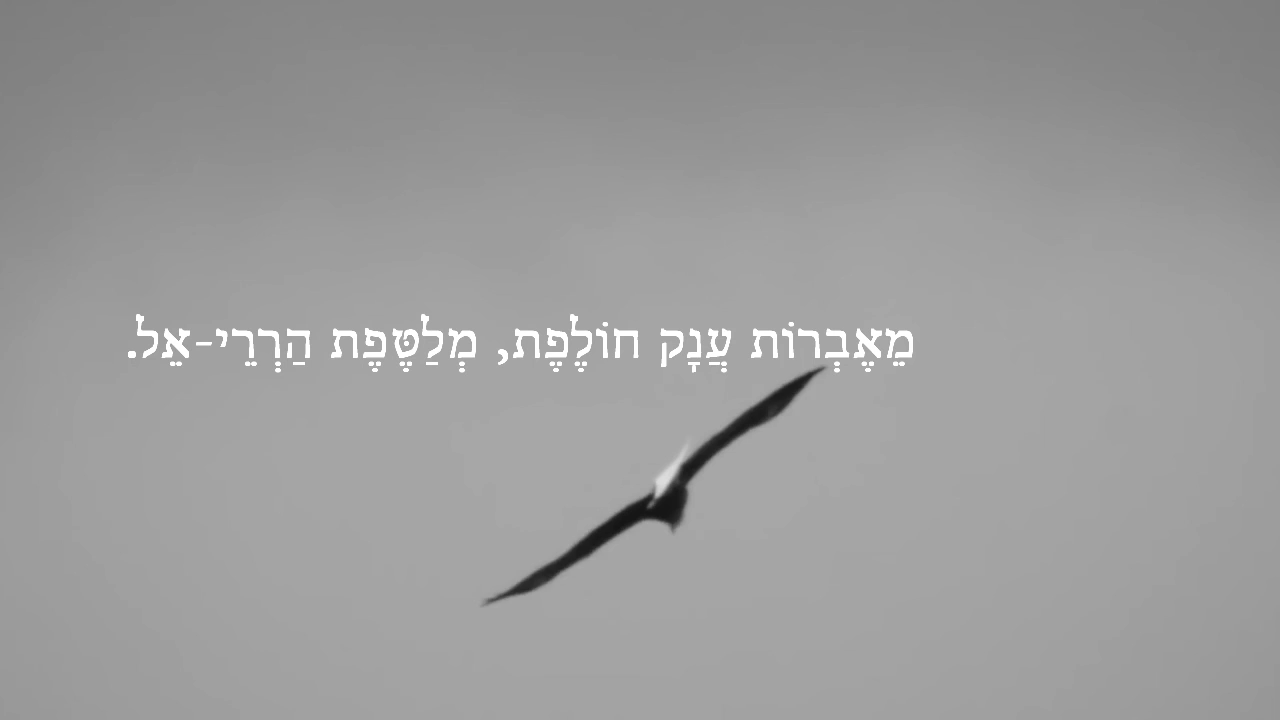 מֵאֶבְרוֹת עֲנָק חוֹלֶפֶת, מְלַטֶּפֶת הַרְרֵי-אֵל.